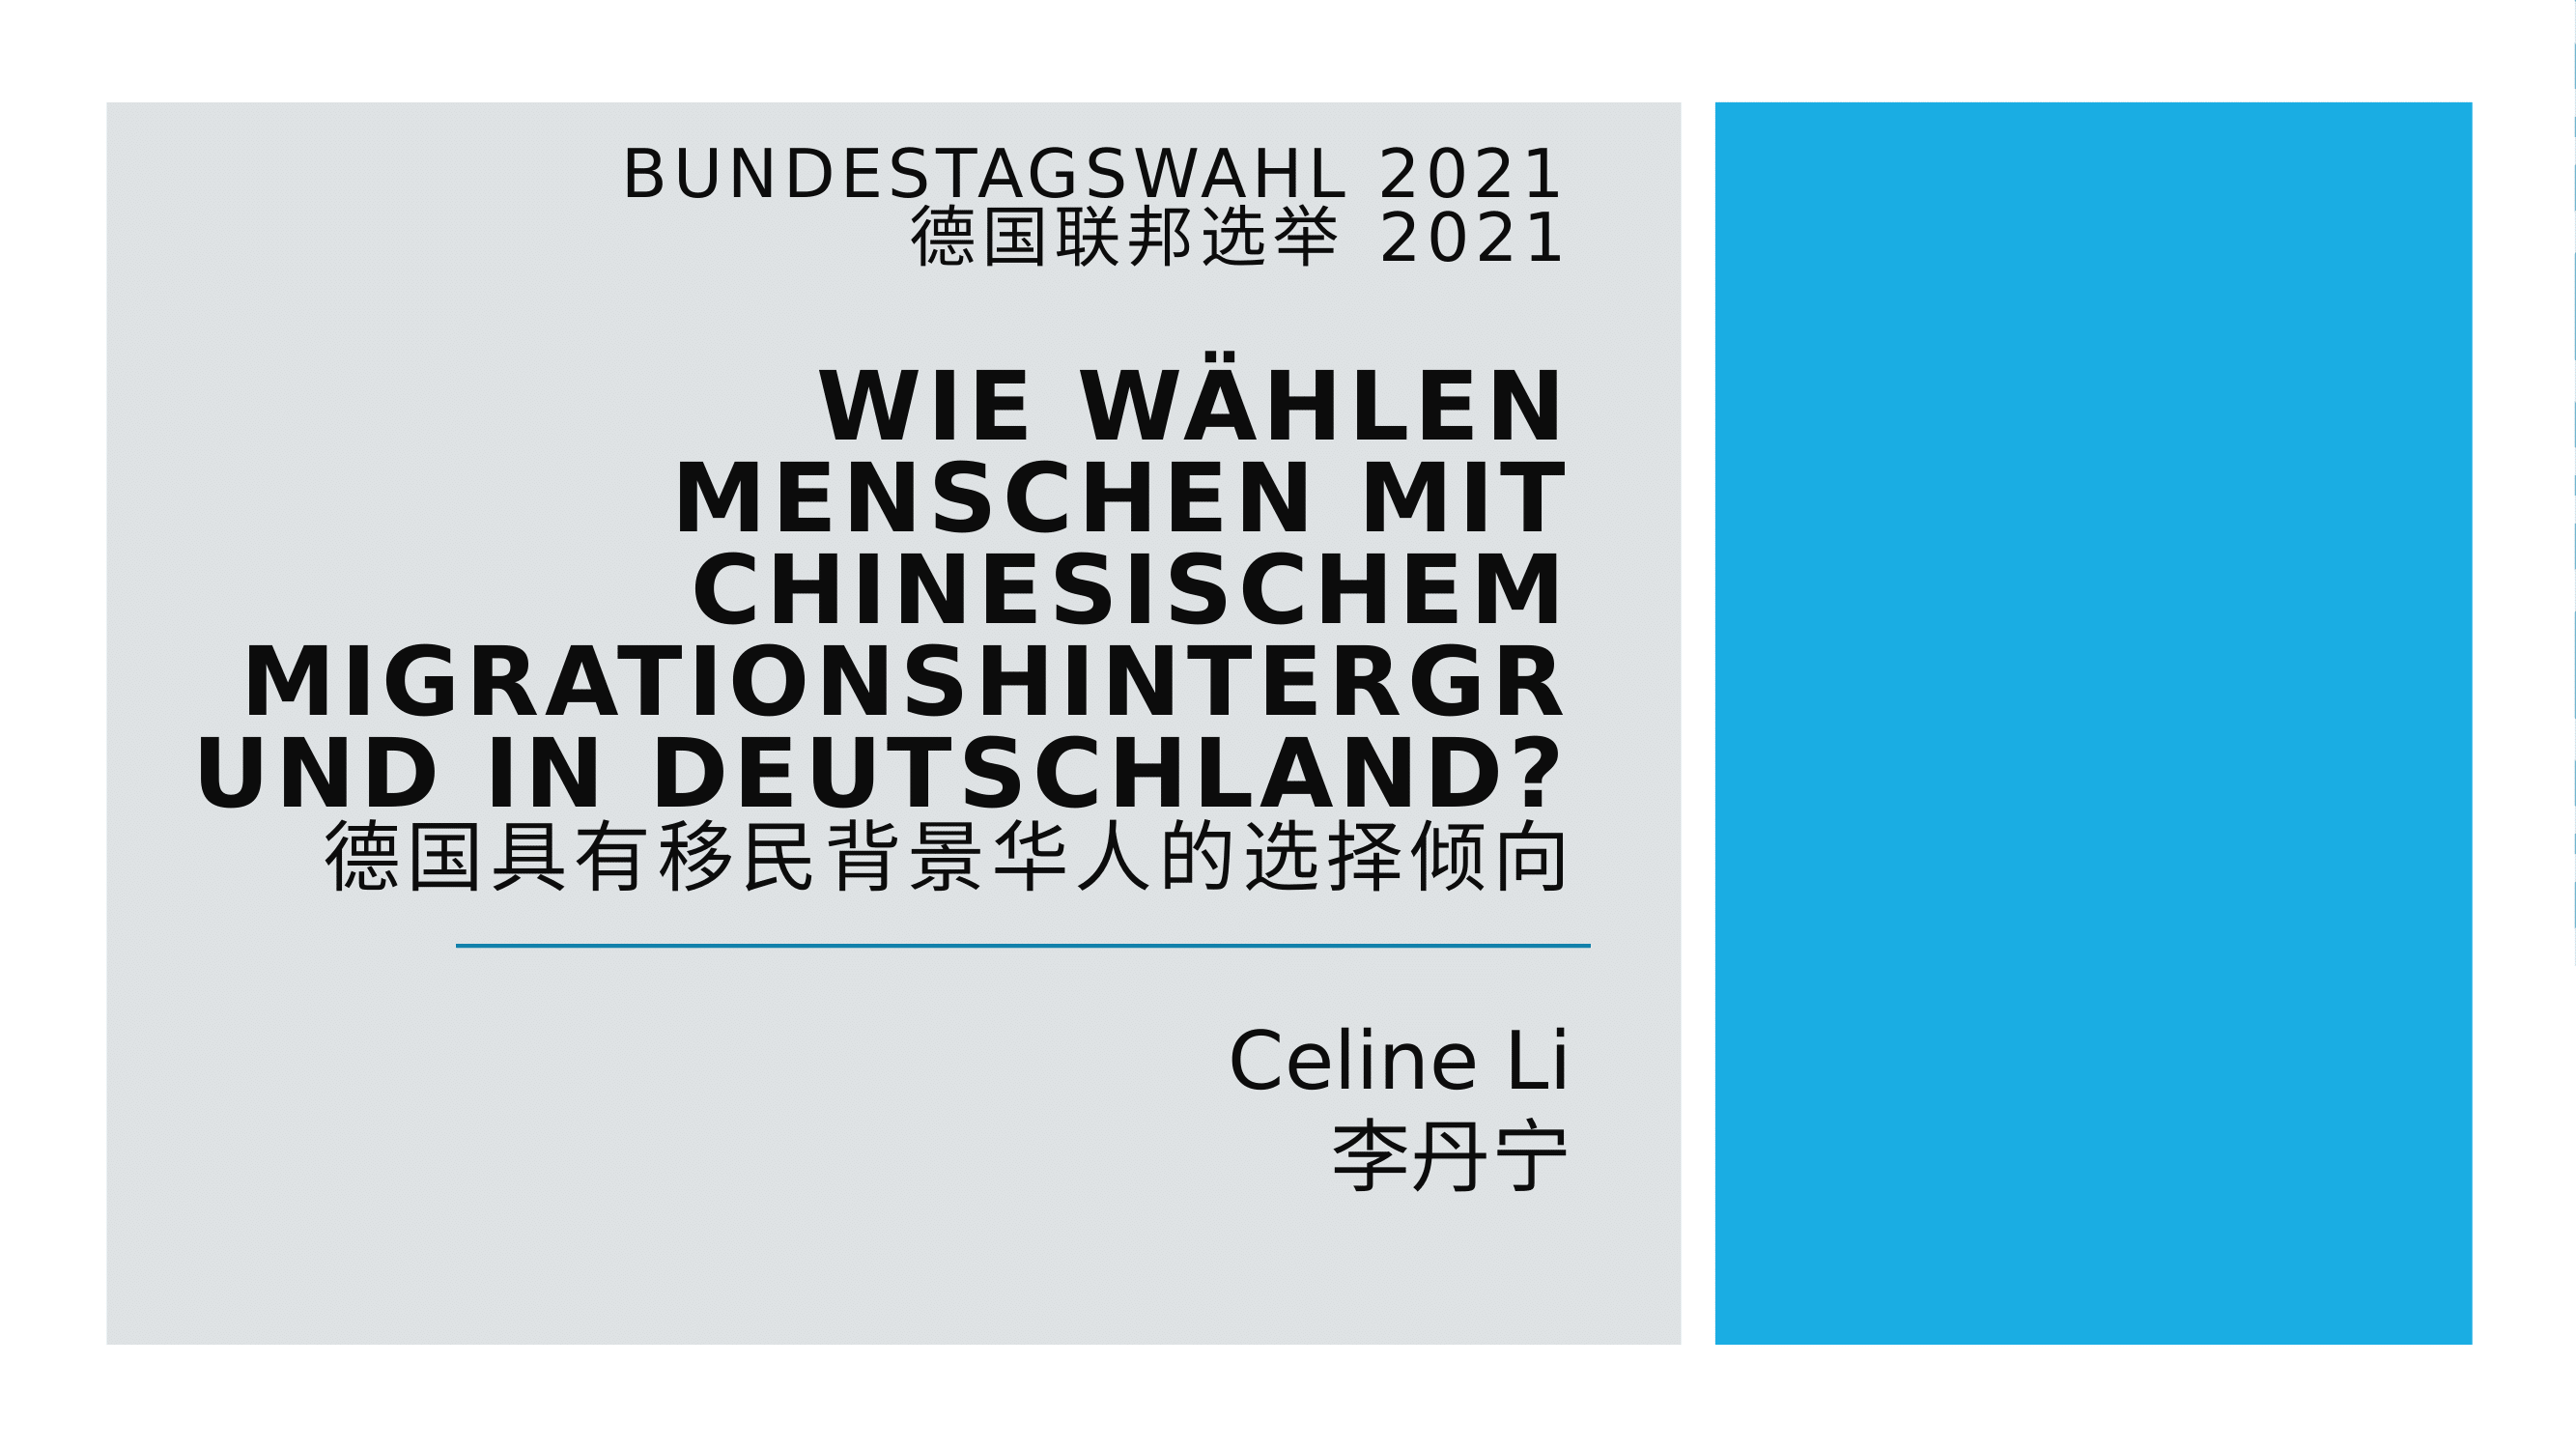 BUNDESTAGSWAHL 2021
德国联邦选举 2021
WIE WÄHLEN
MENSCHEN MIT
CHINESISCHEM
MIGRATIONSHINTERGR
UND IN DEUTSCHLAND?
德国具有移民背景华人的选择倾向
Celine Li
李丹宁